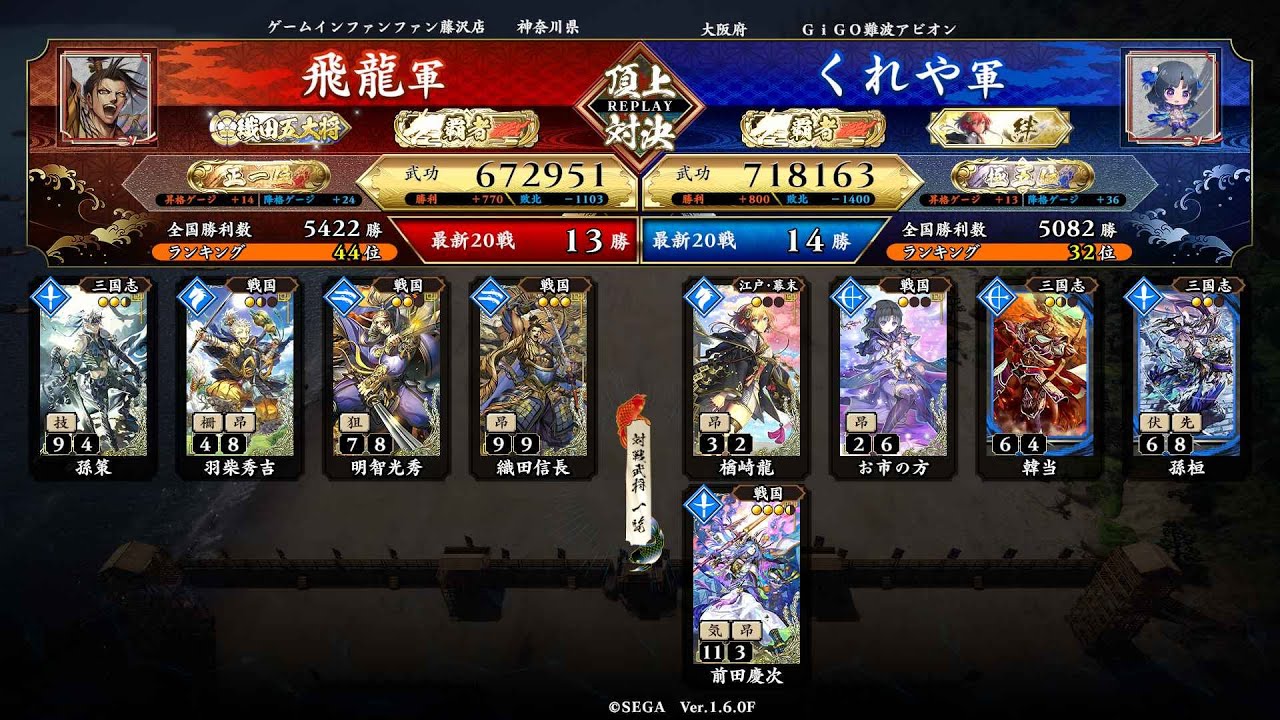 ゲームインファンファン藤沢店 神奈川県
大阪府 GiGO難波アビオン
飛龍軍
頂上
REPLAY
対決
くれや軍
織田五大将
覇者
覇者
絆
正一位
武功 672951
勝利 +770 敗北 -1103
武功 718163
勝利 +800 敗北 -1400
昇格ゲージ +14 降格ゲージ +24
昇格ゲージ +13 降格ゲージ +36
全国勝利数 5422勝
ランキング 44位
最新20戦 13勝
最新20戦 14勝
全国勝利数 5082勝
ランキング 32位
三国志
技
9 4
孫策
戦国
柵 昂
4 8
羽柴秀吉
戦国
狙
7 8
明智光秀
戦国
昂
9 9
織田信長
対戦武将一覧
江戸・幕末
昂
3 2
楢崎龍
戦国
昂
2 6
お市の方
三国志
6 4
韓当
三国志
伏 先
6 8
孫桓
戦国
気 昂
11 3
前田慶次
©SEGA Ver.1.6.0F